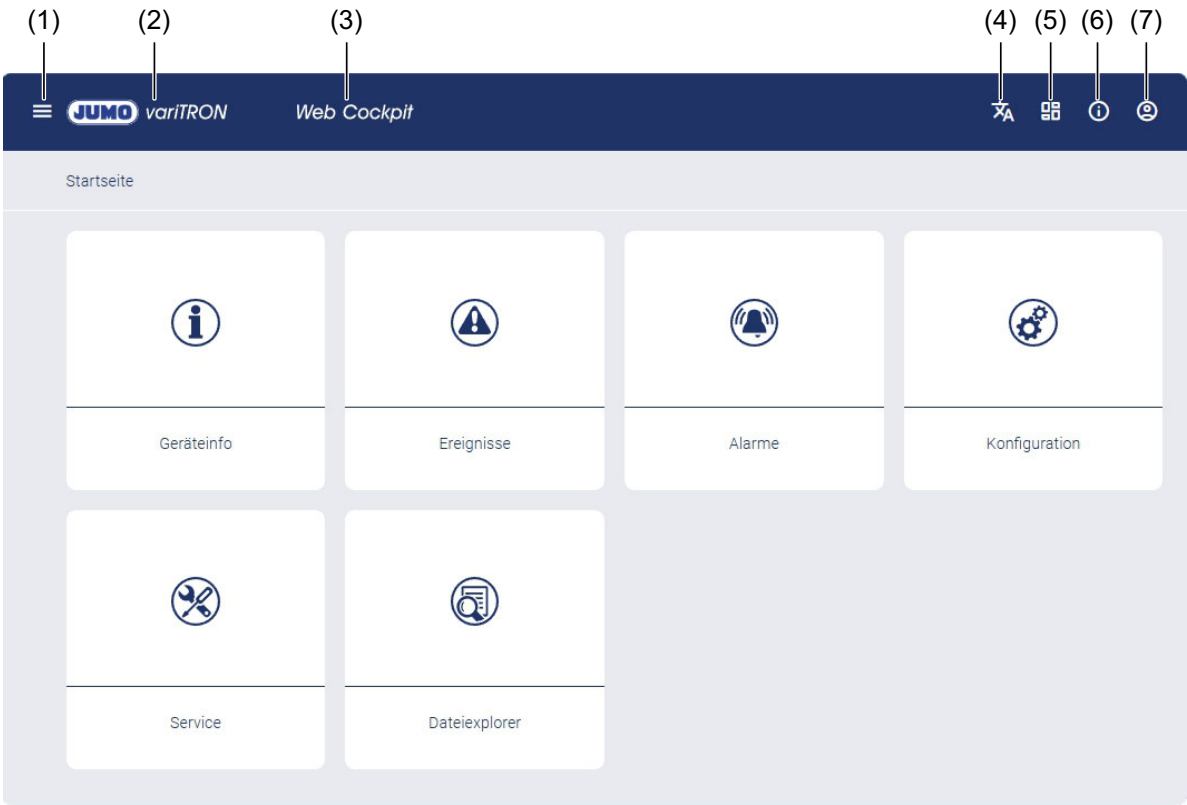 (1) (2) (3) (4) (5) (6) (7)
JUMO variTRON Web Cockpit
Startseite
Geräteinfo Ereignisse Alarme Konfiguration
Service Dateiexplorer